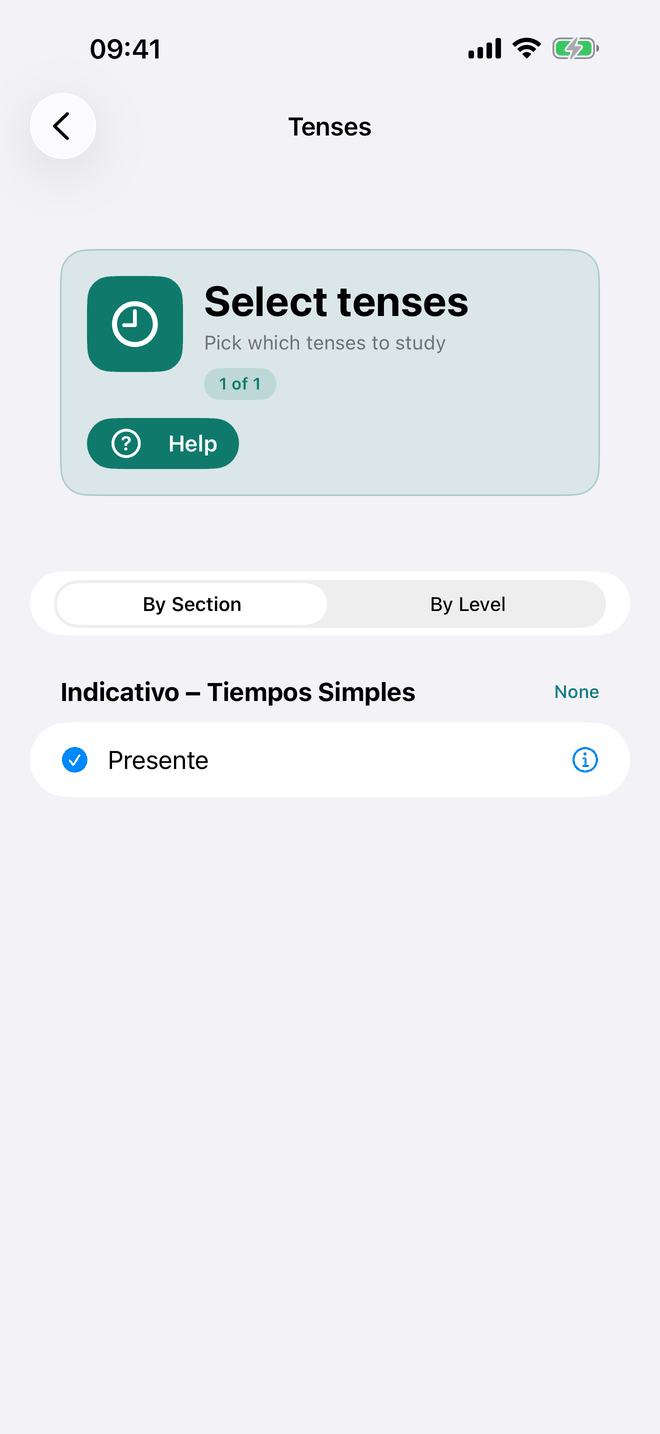 09:41
Tenses
Select tenses
Pick which tenses to study
1 of 1
? Help
By Section
By Level
Indicativo – Tiempos Simples
None
Presente